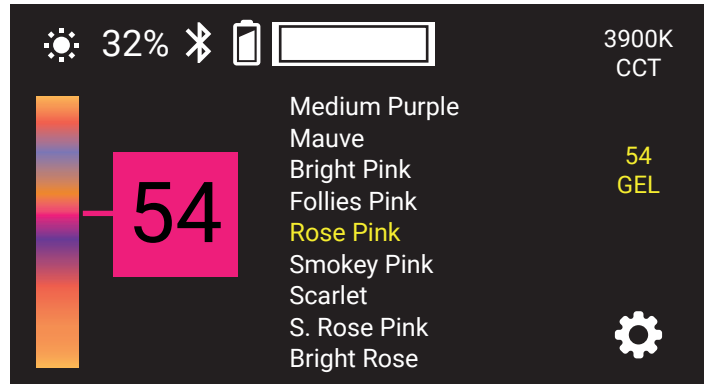 32%
3900K
CCT
54
Medium Purple
Mauve
Bright Pink
Follies Pink
Rose Pink
Smokey Pink
Scarlet
S. Rose Pink
Bright Rose
54
GEL